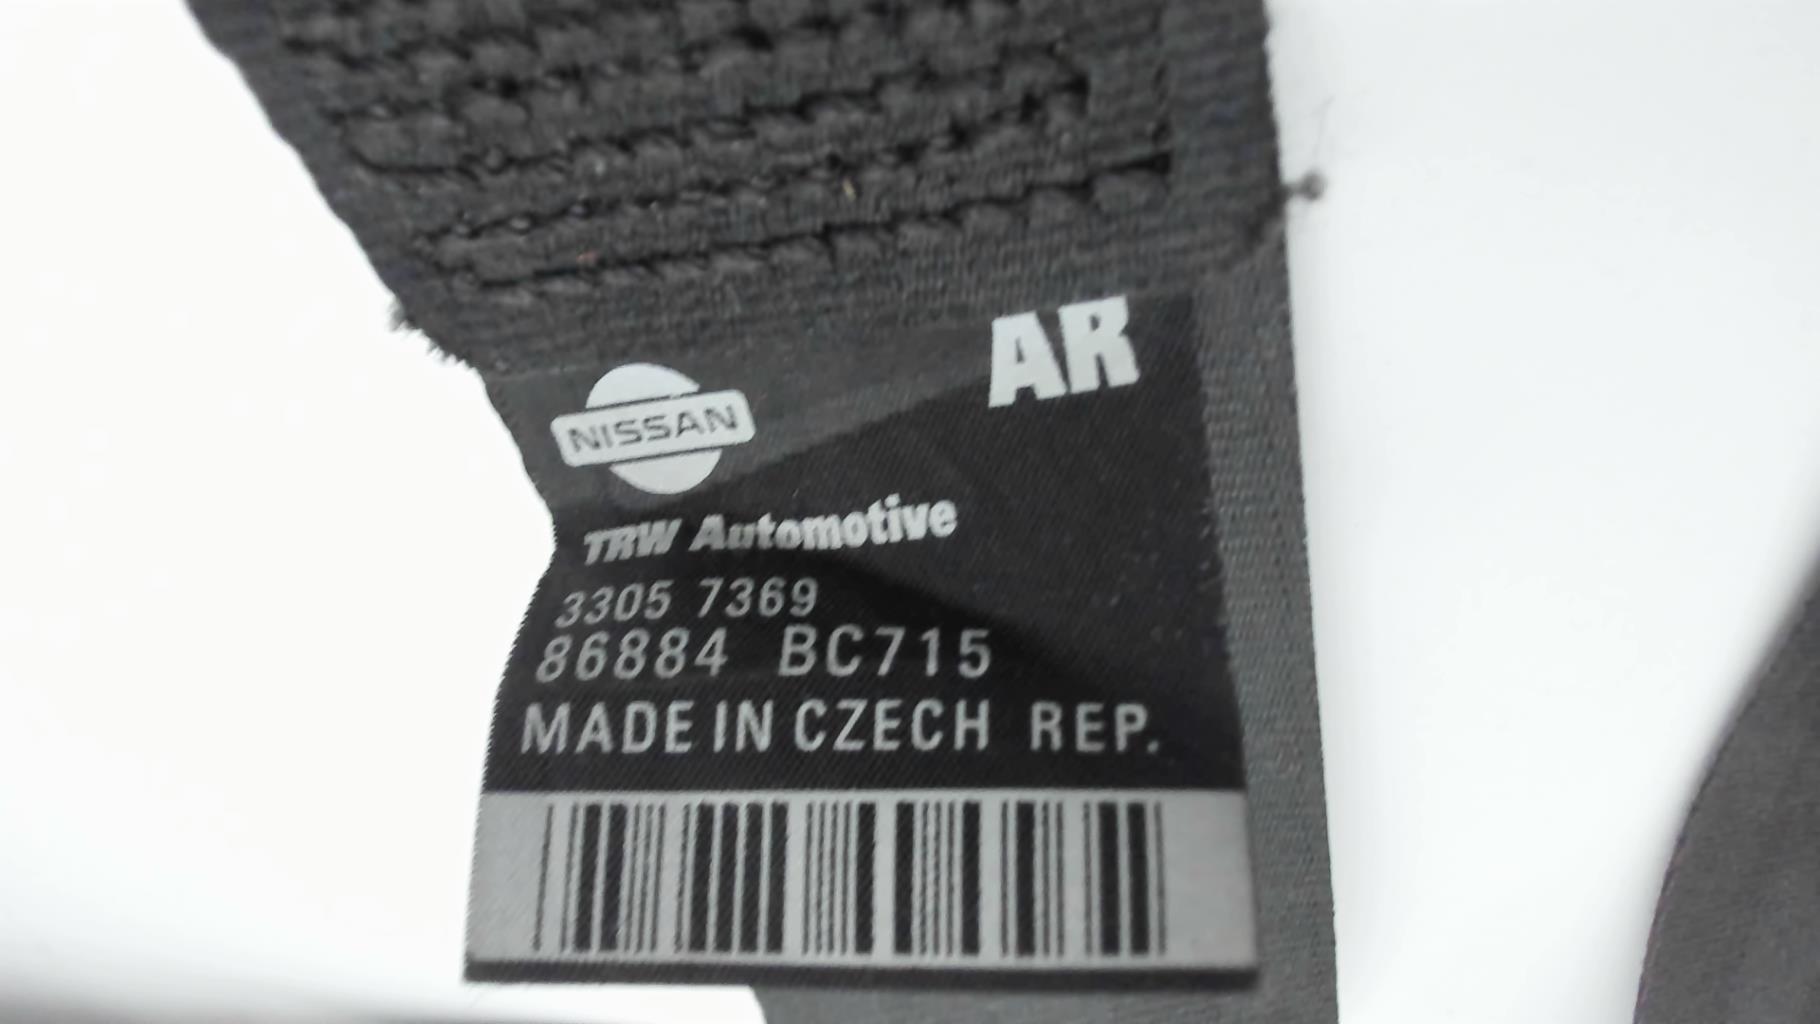 AR
NISSAN
TRW Automotive
3305 7369
86884 BC715
MADE IN CZECH REP.